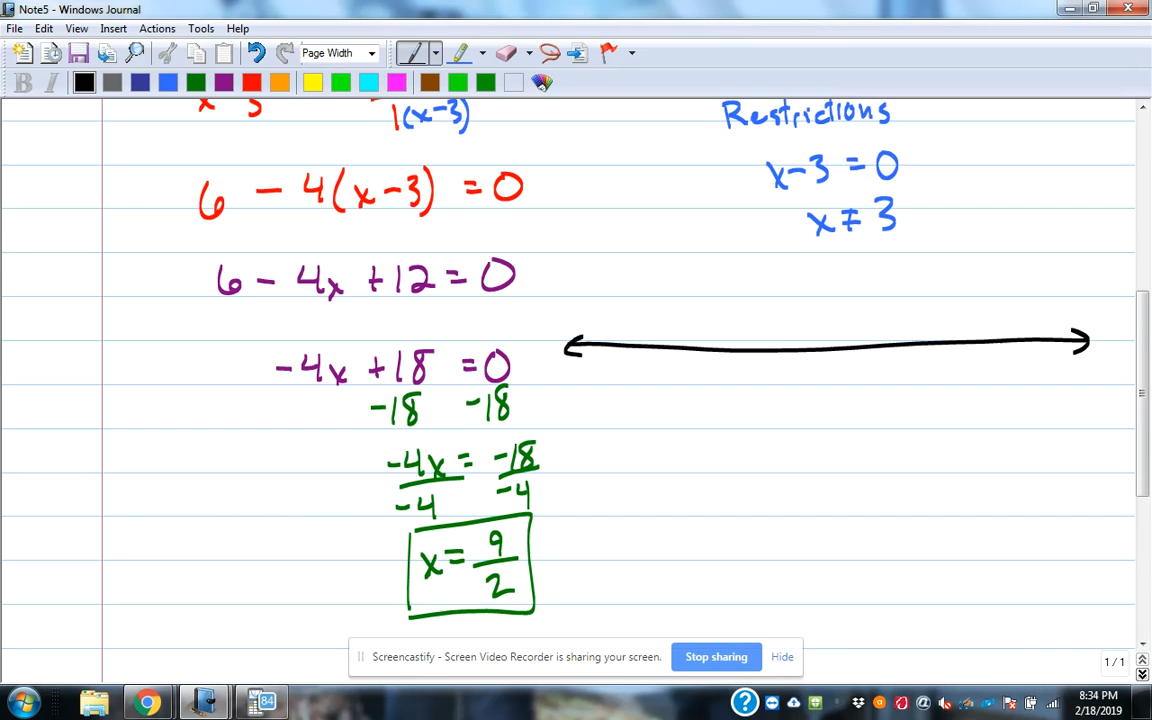 Note5 - Windows Journal
File Edit View Insert Actions Tools Help
Page Width
B I
x-3
1(x-3)
Restrictions
x-3 = 0
6 - 4(x-3) = 0
x ≠ 3
6 - 4x + 12 = 0
-4x + 18 = 0
-18 -18
-4x = -18
-4 -4
x = 9
2
Screencastify - Screen Video Recorder is sharing your screen. Stop sharing Hide
1 / 1
84
8:34 PM
2/18/2019